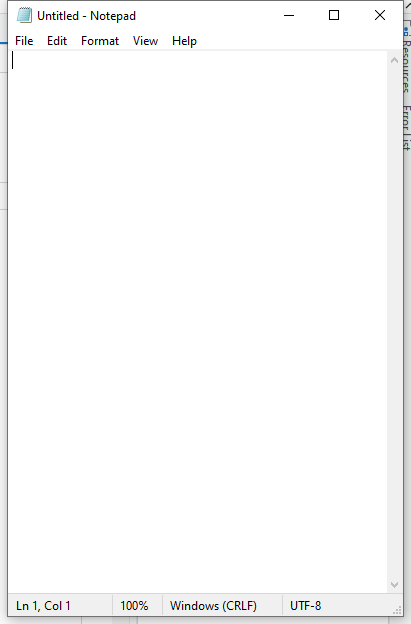 Untitled - Notepad
File Edit Format View Help
Resources
Error List
Ln 1, Col 1 100% Windows (CRLF) UTF-8